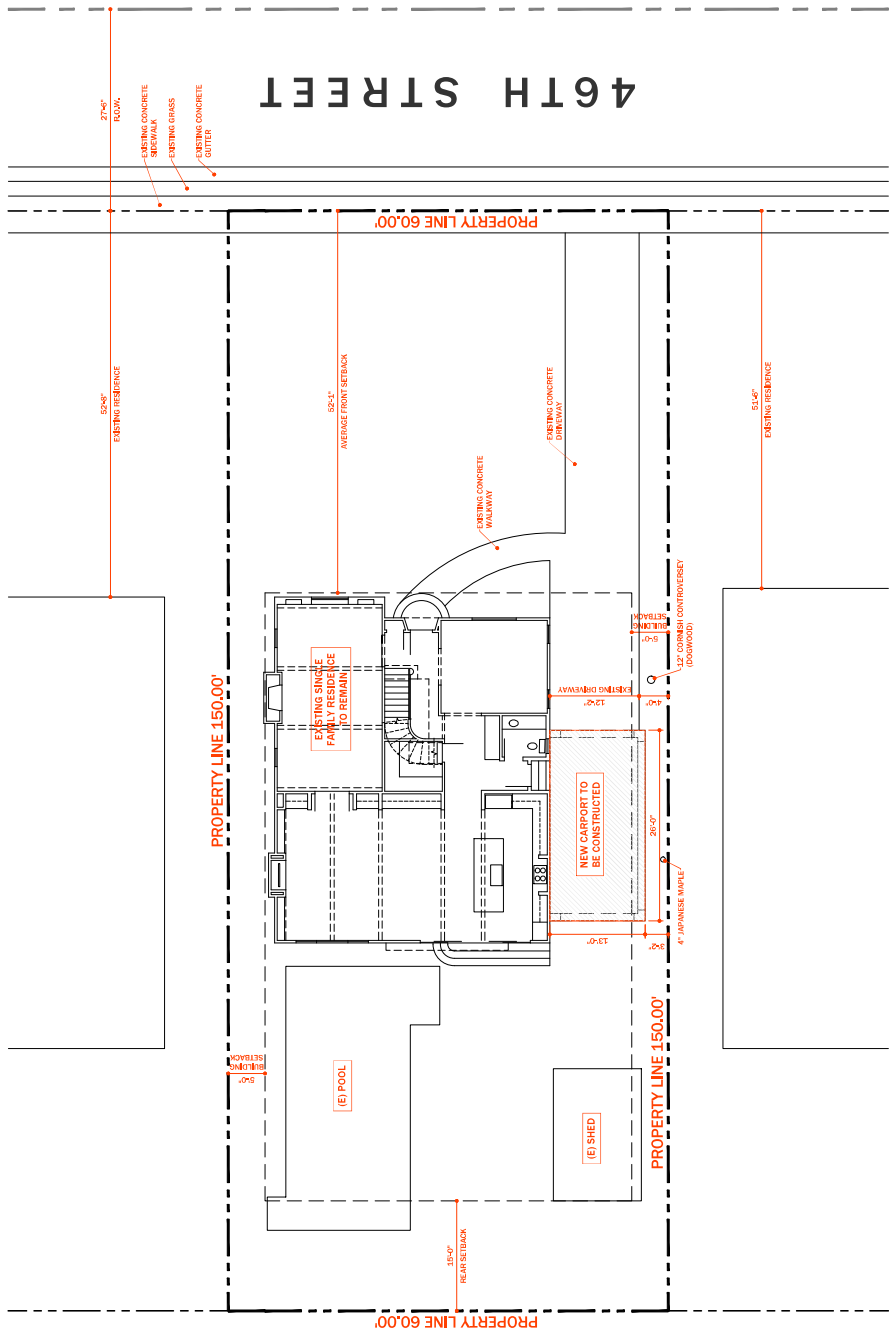 46TH STREET
27'-6"
R.O.W.
EXISTING CONCRETE
SIDEWALK
EXISTING GRASS
EXISTING CONCRETE
GUTTER
PROPERTY LINE 60.00'
52'-8"
EXISTING RESIDENCE
52'-1"
AVERAGE FRONT SETBACK
EXISTING CONCRETE
DRIVEWAY
51'-6"
EXISTING RESIDENCE
EXISTING CONCRETE
WALKWAY
BUILDING
SETBACK
5'-0"
12" CORNISH CONTROVERSEY
(DOGWOOD)
EXISTING DRIVEWAY
12'-2"
4'-0"
PROPERTY LINE 150.00'
EXISTING SINGLE
FAMILY RESIDENCE
TO REMAIN
NEW CARPORT TO
BE CONSTRUCTED
26'-0"
4" JAPANESE MAPLE
13'-0"
3'-2"
BUILDING
SETBACK
5'-0"
(E) POOL
(E) SHED
PROPERTY LINE 150.00'
15'-0"
REAR SETBACK
PROPERTY LINE 60.00'